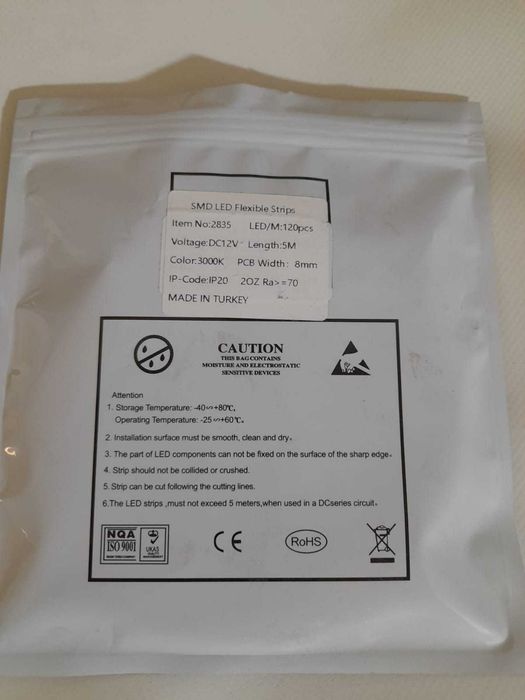 SMD LED Flexible Strips
Item No:2835 LED/M:120pcs
Voltage:DC12V Length:5M
Color:3000K PCB Width: 8mm
IP-Code:IP20 2OZ Ra>=70
MADE IN TURKEY
CAUTION
THIS BAG CONTAINS
MOISTURE AND ELECTROSTATIC
SENSITIVE DEVICES
Attention
1. Storage Temperature: -40∽+80℃,
Operating Temperature: -25∽+60℃。
2. Installation surface must be smooth, clean and dry。
3. The part of LED components can not be fixed on the surface of the sharp edge。
4. Strip should not be collided or crushed.
5. Strip can be cut following the cutting lines.
6.The LED strips ,must not exceed 5 meters,when used in a DCseries circuit。
NQA
ISO 9001
UKAS
QUALITY
MANAGEMENT
CE
RoHS